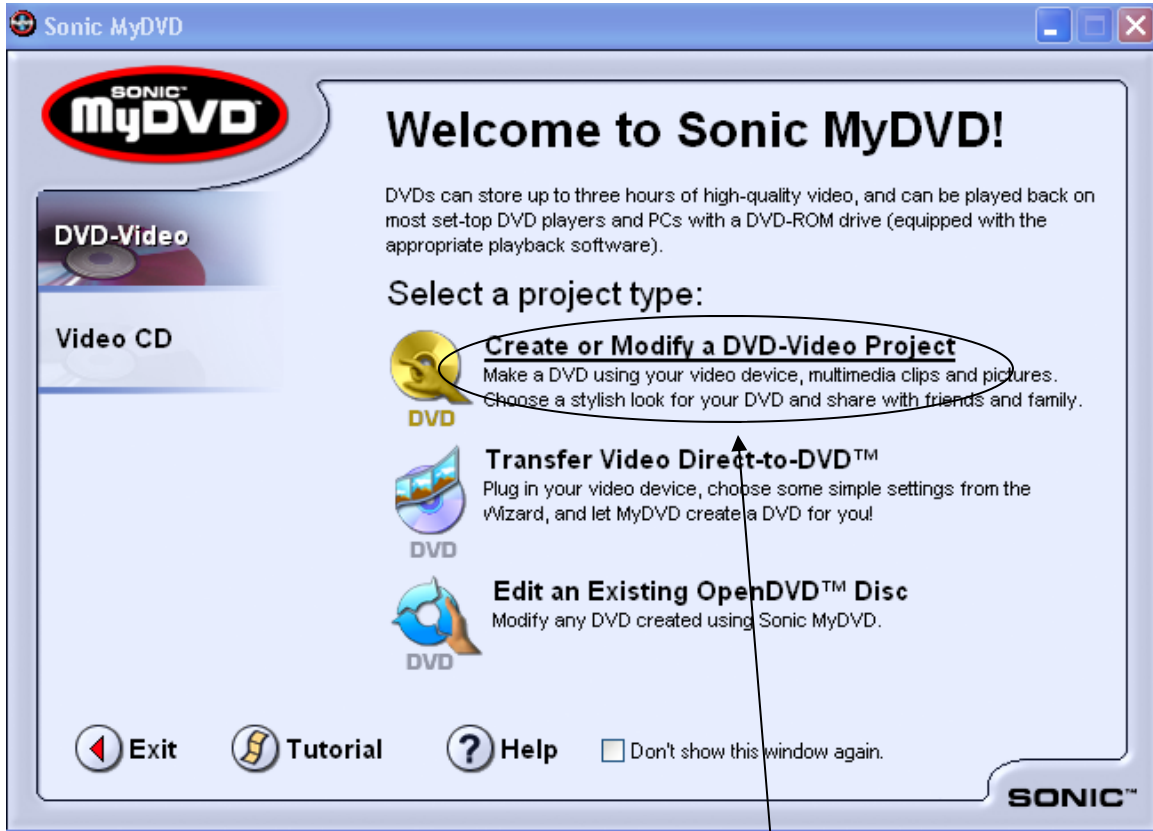 Sonic MyDVD
SONIC™
MyDVD
Welcome to Sonic MyDVD!
DVDs can store up to three hours of high-quality video, and can be played back on
most set-top DVD players and PCs with a DVD-ROM drive (equipped with the
appropriate playback software).
DVD-Video
Video CD
Select a project type:
Create or Modify a DVD-Video Project
Make a DVD using your video device, multimedia clips and pictures.
Choose a stylish look for your DVD and share with friends and family.
DVD
Transfer Video Direct-to-DVD™
Plug in your video device, choose some simple settings from the
Wizard, and let MyDVD create a DVD for you!
DVD
Edit an Existing OpenDVD™ Disc
Modify any DVD created using Sonic MyDVD.
DVD
Exit
Tutorial
? Help
Don't show this window again.
SONIC™